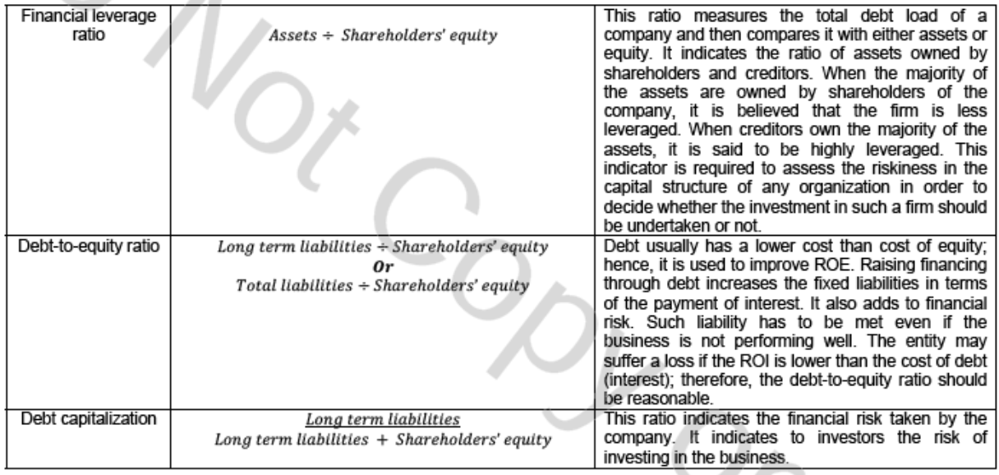 Financial leverage
ratio
Assets ÷ Shareholders' equity
This ratio measures the total debt load of a
company and then compares it with either assets or
equity. It indicates the ratio of assets owned by
shareholders and creditors. When the majority of
the assets are owned by shareholders of the
company, it is believed that the firm is less
leveraged. When creditors own the majority of the
assets, it is said to be highly leveraged. This
indicator is required to assess the riskiness in the
capital structure of any organization in order to
decide whether the investment in such a firm should
be undertaken or not.
Debt-to-equity ratio
Long term liabilities ÷ Shareholders' equity
Or
Total liabilities ÷ Shareholders' equity
Debt usually has a lower cost than cost of equity;
hence, it is used to improve ROE. Raising financing
through debt increases the fixed liabilities in terms
of the payment of interest. It also adds to financial
risk. Such liability has to be met even if the
business is not performing well. The entity may
suffer a loss if the ROI is lower than the cost of debt
(interest); therefore, the debt-to-equity ratio should
be reasonable.
Debt capitalization
Long term liabilities
Long term liabilities + Shareholders' equity
This ratio indicates the financial risk taken by the
company. It indicates to investors the risk of
investing in the business.
Not Copy